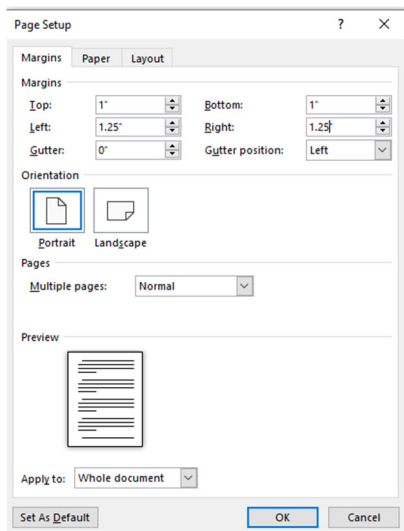 Page Setup ? ×
Margins Paper Layout
Margins
Top: 1" Bottom: 1"
Left: 1.25" Right: 1.25
Gutter: 0" Gutter position: Left
Orientation
Portrait Landscape
Pages
Multiple pages: Normal
Preview
Apply to: Whole document
Set As Default OK Cancel